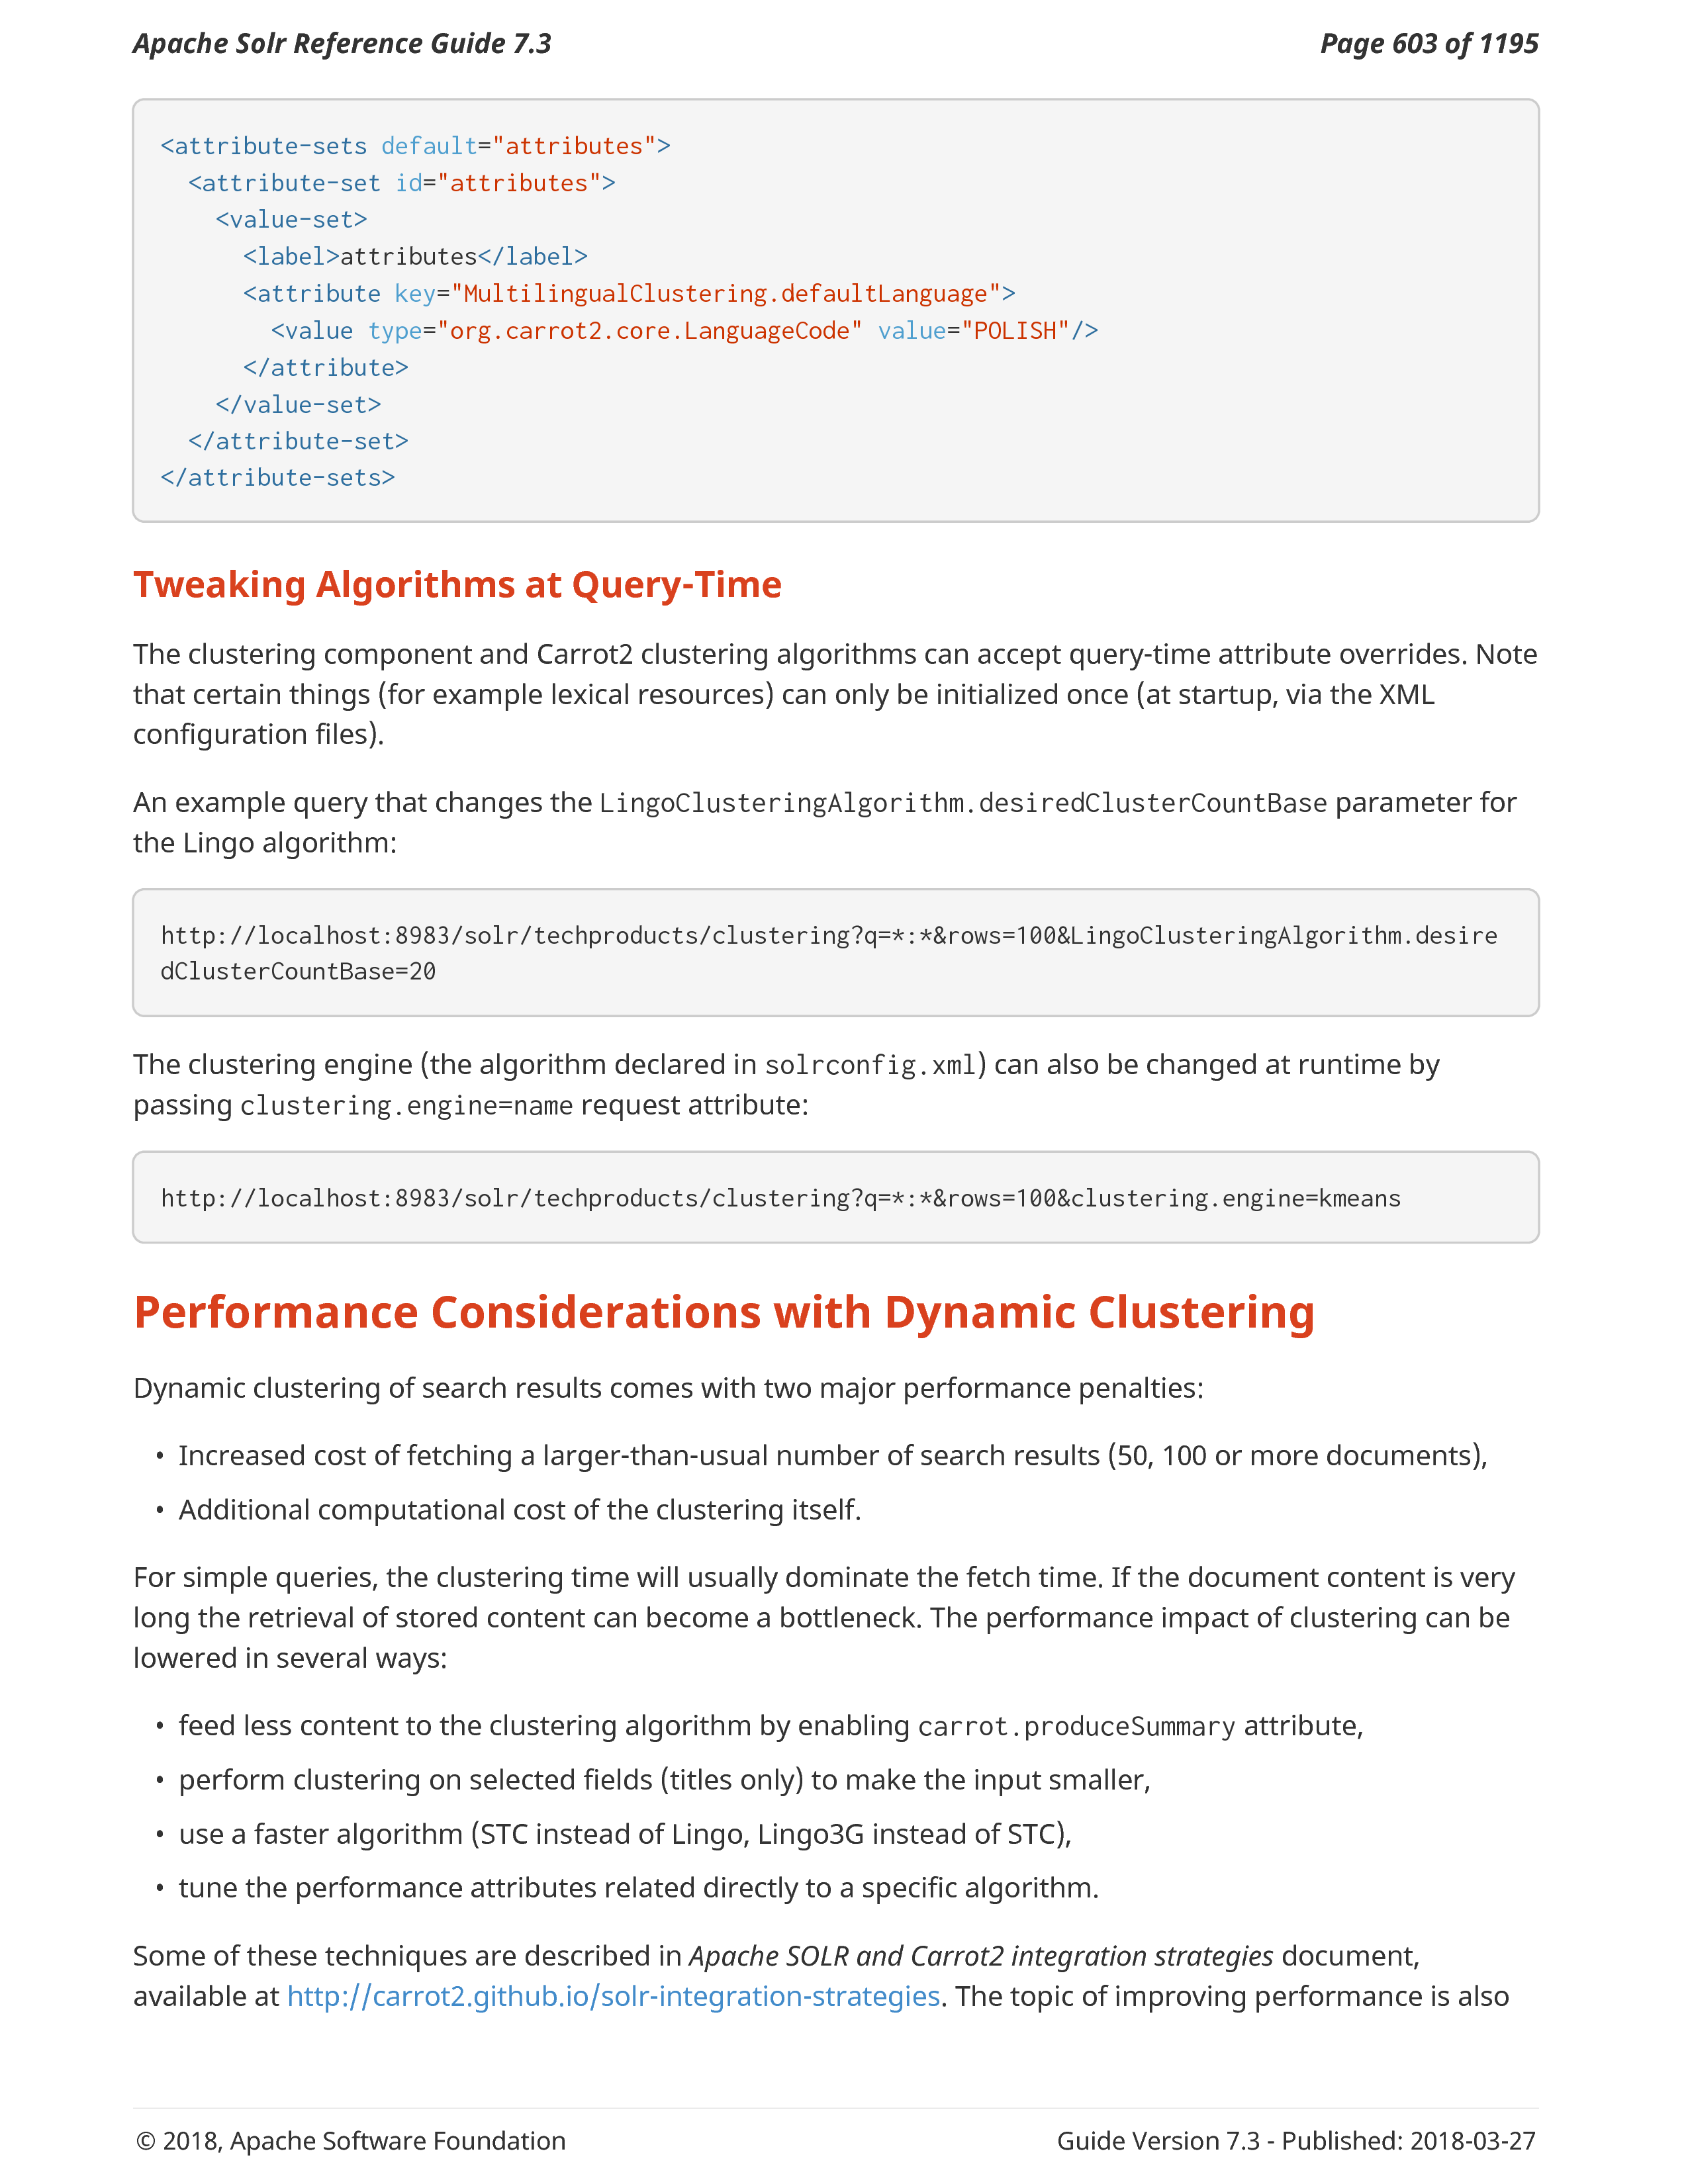 Apache Solr Reference Guide 7.3
Page 603 of 1195
<attribute-sets default="attributes">
  <attribute-set id="attributes">
    <value-set>
      <label>attributes</label>
      <attribute key="MultilingualClustering.defaultLanguage">
        <value type="org.carrot2.core.LanguageCode" value="POLISH"/>
      </attribute>
    </value-set>
  </attribute-set>
</attribute-sets>
Tweaking Algorithms at Query-Time
The clustering component and Carrot2 clustering algorithms can accept query-time attribute overrides. Note
that certain things (for example lexical resources) can only be initialized once (at startup, via the XML
configuration files).
An example query that changes the LingoClusteringAlgorithm.desiredClusterCountBase parameter for
the Lingo algorithm:
http://localhost:8983/solr/techproducts/clustering?q=*:*&rows=100&LingoClusteringAlgorithm.desire
dClusterCountBase=20
The clustering engine (the algorithm declared in solrconfig.xml) can also be changed at runtime by
passing clustering.engine=name request attribute:
http://localhost:8983/solr/techproducts/clustering?q=*:*&rows=100&clustering.engine=kmeans
Performance Considerations with Dynamic Clustering
Dynamic clustering of search results comes with two major performance penalties:
• Increased cost of fetching a larger-than-usual number of search results (50, 100 or more documents),
• Additional computational cost of the clustering itself.
For simple queries, the clustering time will usually dominate the fetch time. If the document content is very
long the retrieval of stored content can become a bottleneck. The performance impact of clustering can be
lowered in several ways:
• feed less content to the clustering algorithm by enabling carrot.produceSummary attribute,
• perform clustering on selected fields (titles only) to make the input smaller,
• use a faster algorithm (STC instead of Lingo, Lingo3G instead of STC),
• tune the performance attributes related directly to a specific algorithm.
Some of these techniques are described in Apache SOLR and Carrot2 integration strategies document,
available at http://carrot2.github.io/solr-integration-strategies. The topic of improving performance is also
© 2018, Apache Software Foundation
Guide Version 7.3 - Published: 2018-03-27